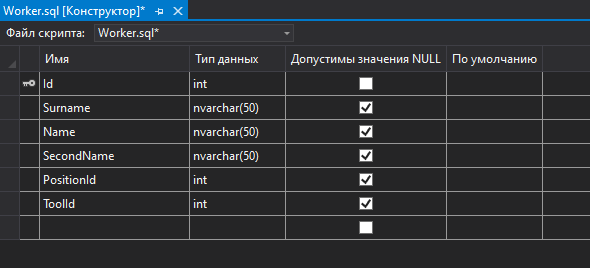 Worker.sql [Конструктор]*
Файл скрипта: Worker.sql*
Имя Тип данных Допустимы значения NULL По умолчанию
Id int
Surname nvarchar(50)
Name nvarchar(50)
SecondName nvarchar(50)
PositionId int
ToolId int